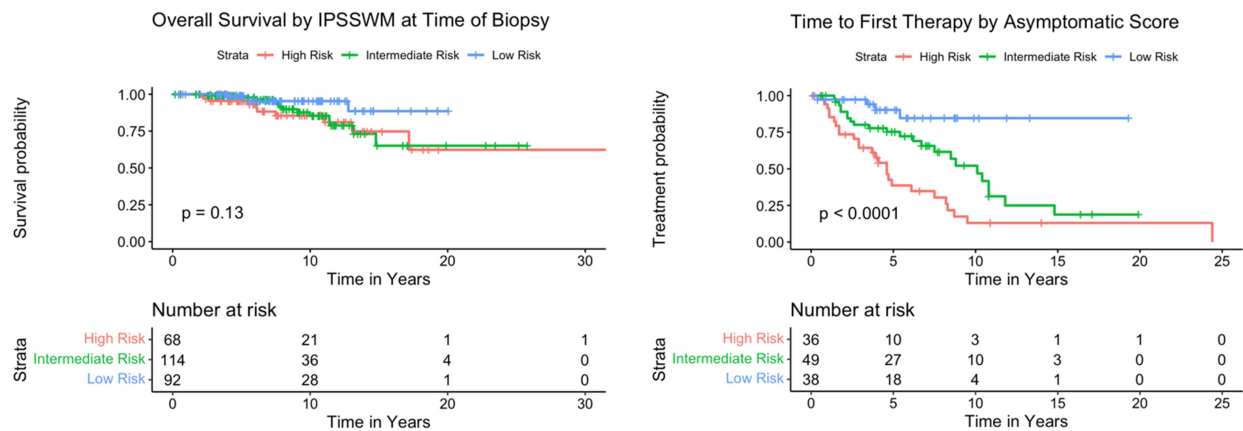 Overall Survival by IPSSWM at Time of Biopsy
Strata High Risk Intermediate Risk Low Risk
Survival probability
1.00
0.75
0.50
0.25
0.00
p = 0.13
0 10 20 30
Time in Years
Number at risk
Strata
High Risk 68 21 1 1
Intermediate Risk 114 36 4 0
Low Risk 92 28 1 0
0 10 20 30
Time in Years
Time to First Therapy by Asymptomatic Score
Strata High Risk Intermediate Risk Low Risk
Treatment probability
1.00
0.75
0.50
0.25
0.00
p < 0.0001
0 5 10 15 20 25
Time in Years
Number at risk
Strata
High Risk 36 10 3 1 1 0
Intermediate Risk 49 27 10 3 0 0
Low Risk 38 18 4 1 0 0
0 5 10 15 20 25
Time in Years